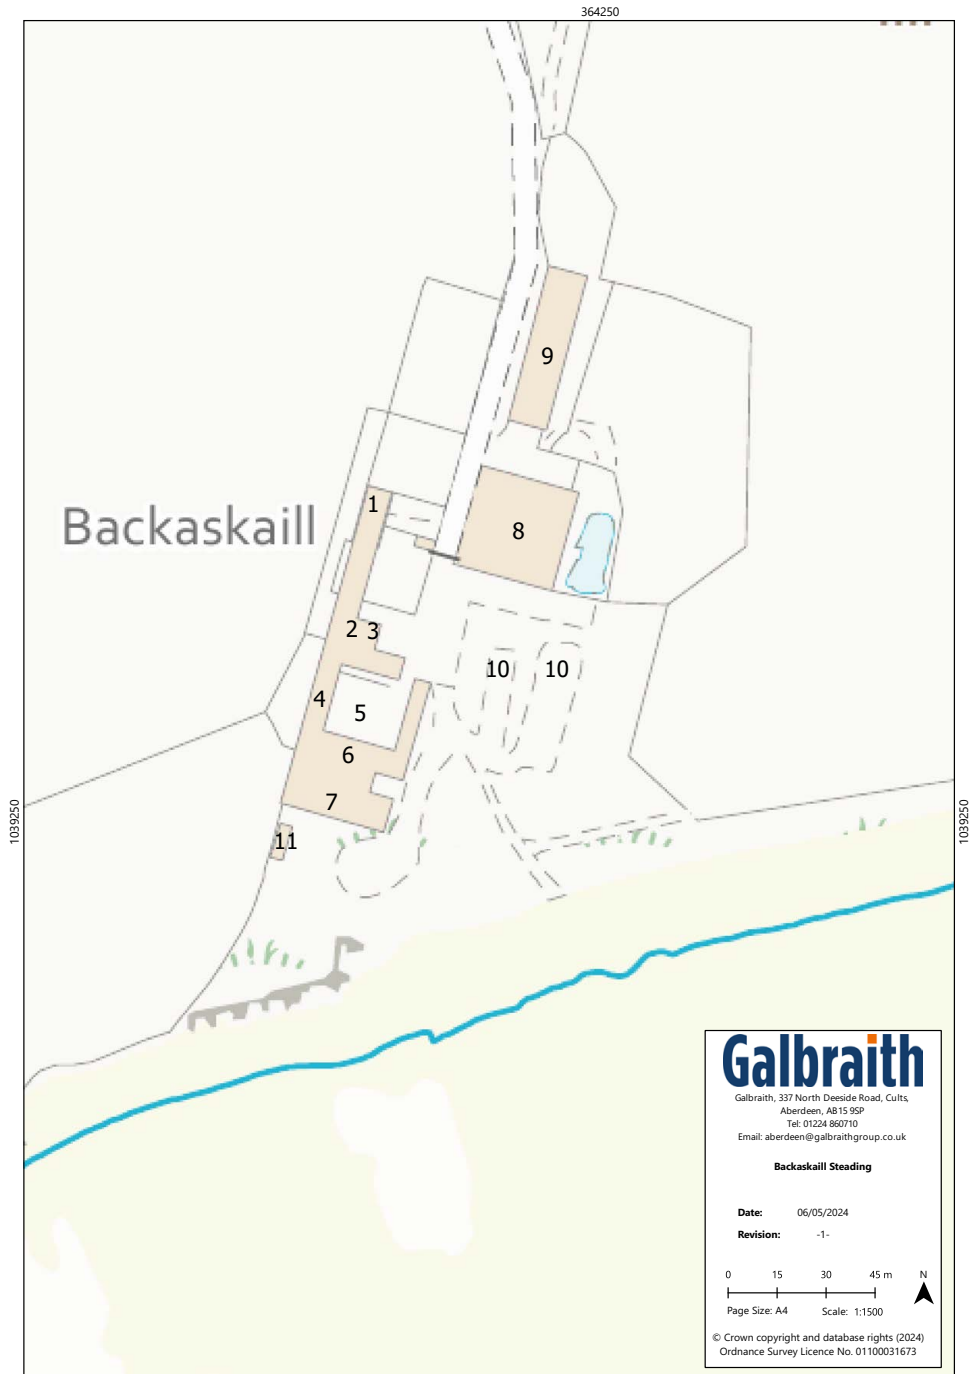 364250
9
1
Backaskaill
8
2 3
10 10
4
5
6
7
1039250
1039250
11
Galbraith
Galbraith, 337 North Deeside Road, Cults,
Aberdeen, AB15 9SP
Tel: 01224 860710
Email: aberdeen@galbraithgroup.co.uk
Backaskaill Steading
Date: 06/05/2024
Revision: -1-
0 15 30 45 m N
Page Size: A4 Scale: 1:1500
© Crown copyright and database rights (2024)
Ordnance Survey Licence No. 01100031673